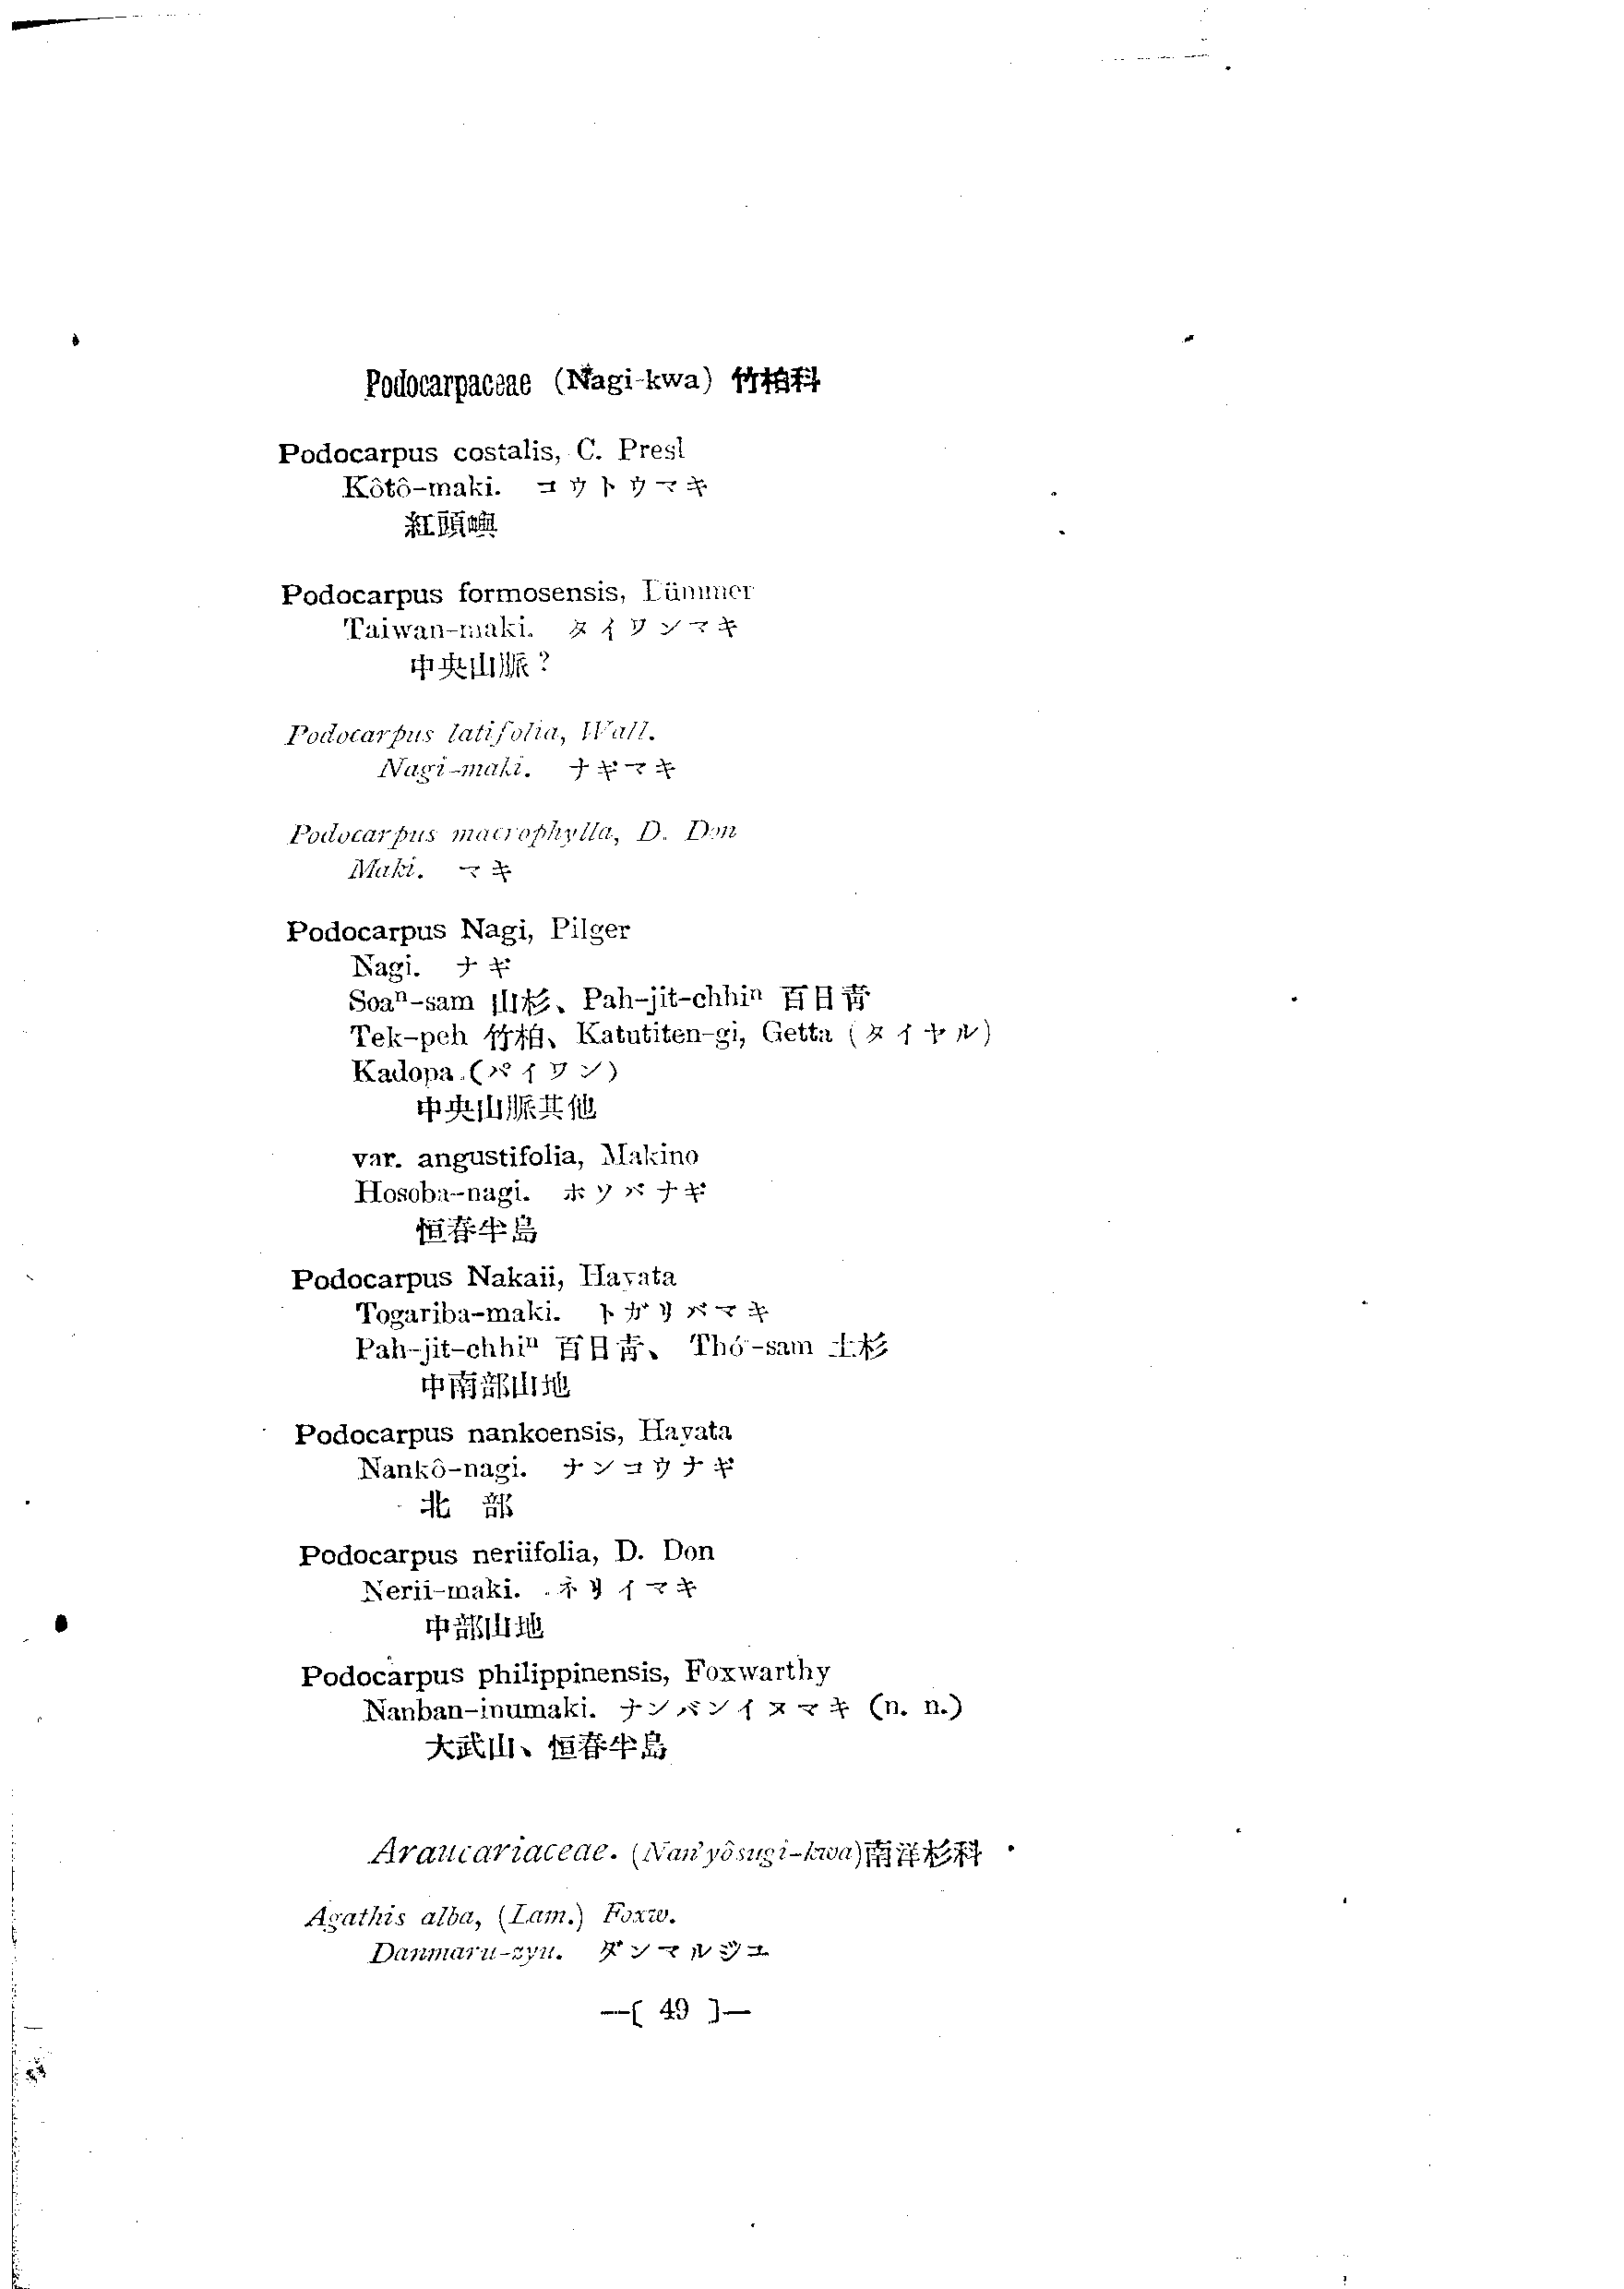 Podocarpaceae (Nagi-kwa) 竹柏科
Podocarpus costalis, C. Presl
Kôtô-maki. コウトウマキ
紅頭嶼
Podocarpus formosensis, Dümmer
Taiwan-maki. タイワンマキ
中央山脈?
Podocarpus latifolia, Wall.
Nagi-maki. ナギマキ
Podocarpus macrophylla, D. Don
Maki. マキ
Podocarpus Nagi, Pilger
Nagi. ナギ
Soaⁿ-sam 山杉、Pah-jit-chhiⁿ 百日青
Tek-peh 竹柏、Katutiten-gi, Getta (タイヤル)
Kadopa (パイワン)
中央山脈其他
var. angustifolia, Makino
Hosoba-nagi. ホソバナギ
恒春半島
Podocarpus Nakaii, Hayata
Togariba-maki. トガリバマキ
Pah-jit-chhiⁿ 百日青、Thó-sam 土杉
中南部山地
Podocarpus nankoensis, Hayata
Nankô-nagi. ナンコウナギ
北 部
Podocarpus neriifolia, D. Don
Nerii-maki. ネリイマキ
中部山地
Podocarpus philippinensis, Foxwarthy
Nanban-inumaki. ナンバンイヌマキ (n. n.)
大武山、恒春半島
Araucariaceae. (Nan'yôsugi-kwa) 南洋杉科
Agathis alba, (Lam.) Foxw.
Danmaru-zyu. ダンマルジユ
—[ 49 ]—